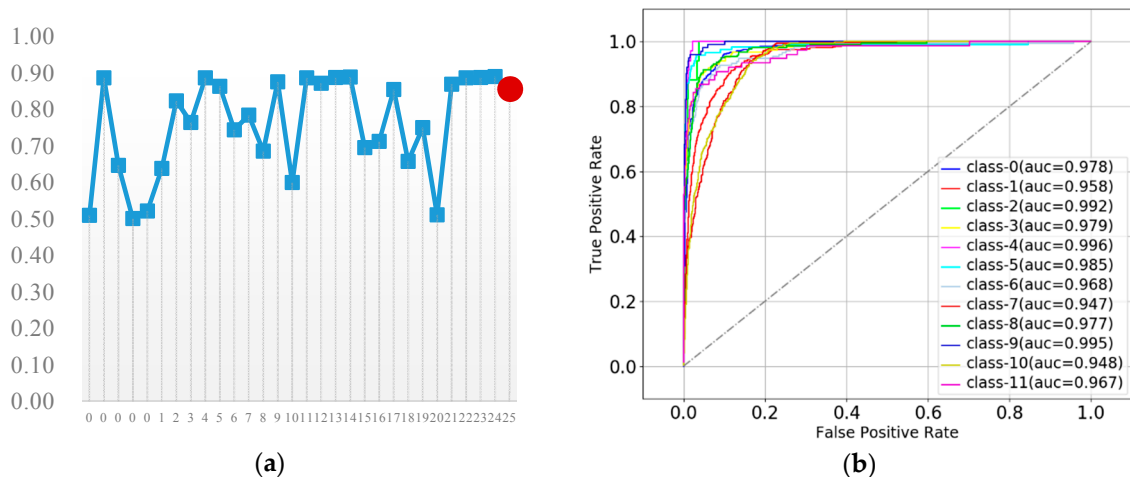 1.00
0.90
0.80
0.70
0.60
0.50
0.40
0.30
0.20
0.10
0.00
0 0 0 0 0 1 2 3 4 5 6 7 8 9 10 11 12 13 14 15 16 17 18 19 20 21 22 23 24 25
(a)
True Positive Rate
1.0
0.8
0.6
0.4
0.2
0.0
class-0(auc=0.978)
class-1(auc=0.958)
class-2(auc=0.992)
class-3(auc=0.979)
class-4(auc=0.996)
class-5(auc=0.985)
class-6(auc=0.968)
class-7(auc=0.947)
class-8(auc=0.977)
class-9(auc=0.995)
class-10(auc=0.948)
class-11(auc=0.967)
0.0 0.2 0.4 0.6 0.8 1.0
False Positive Rate
(b)